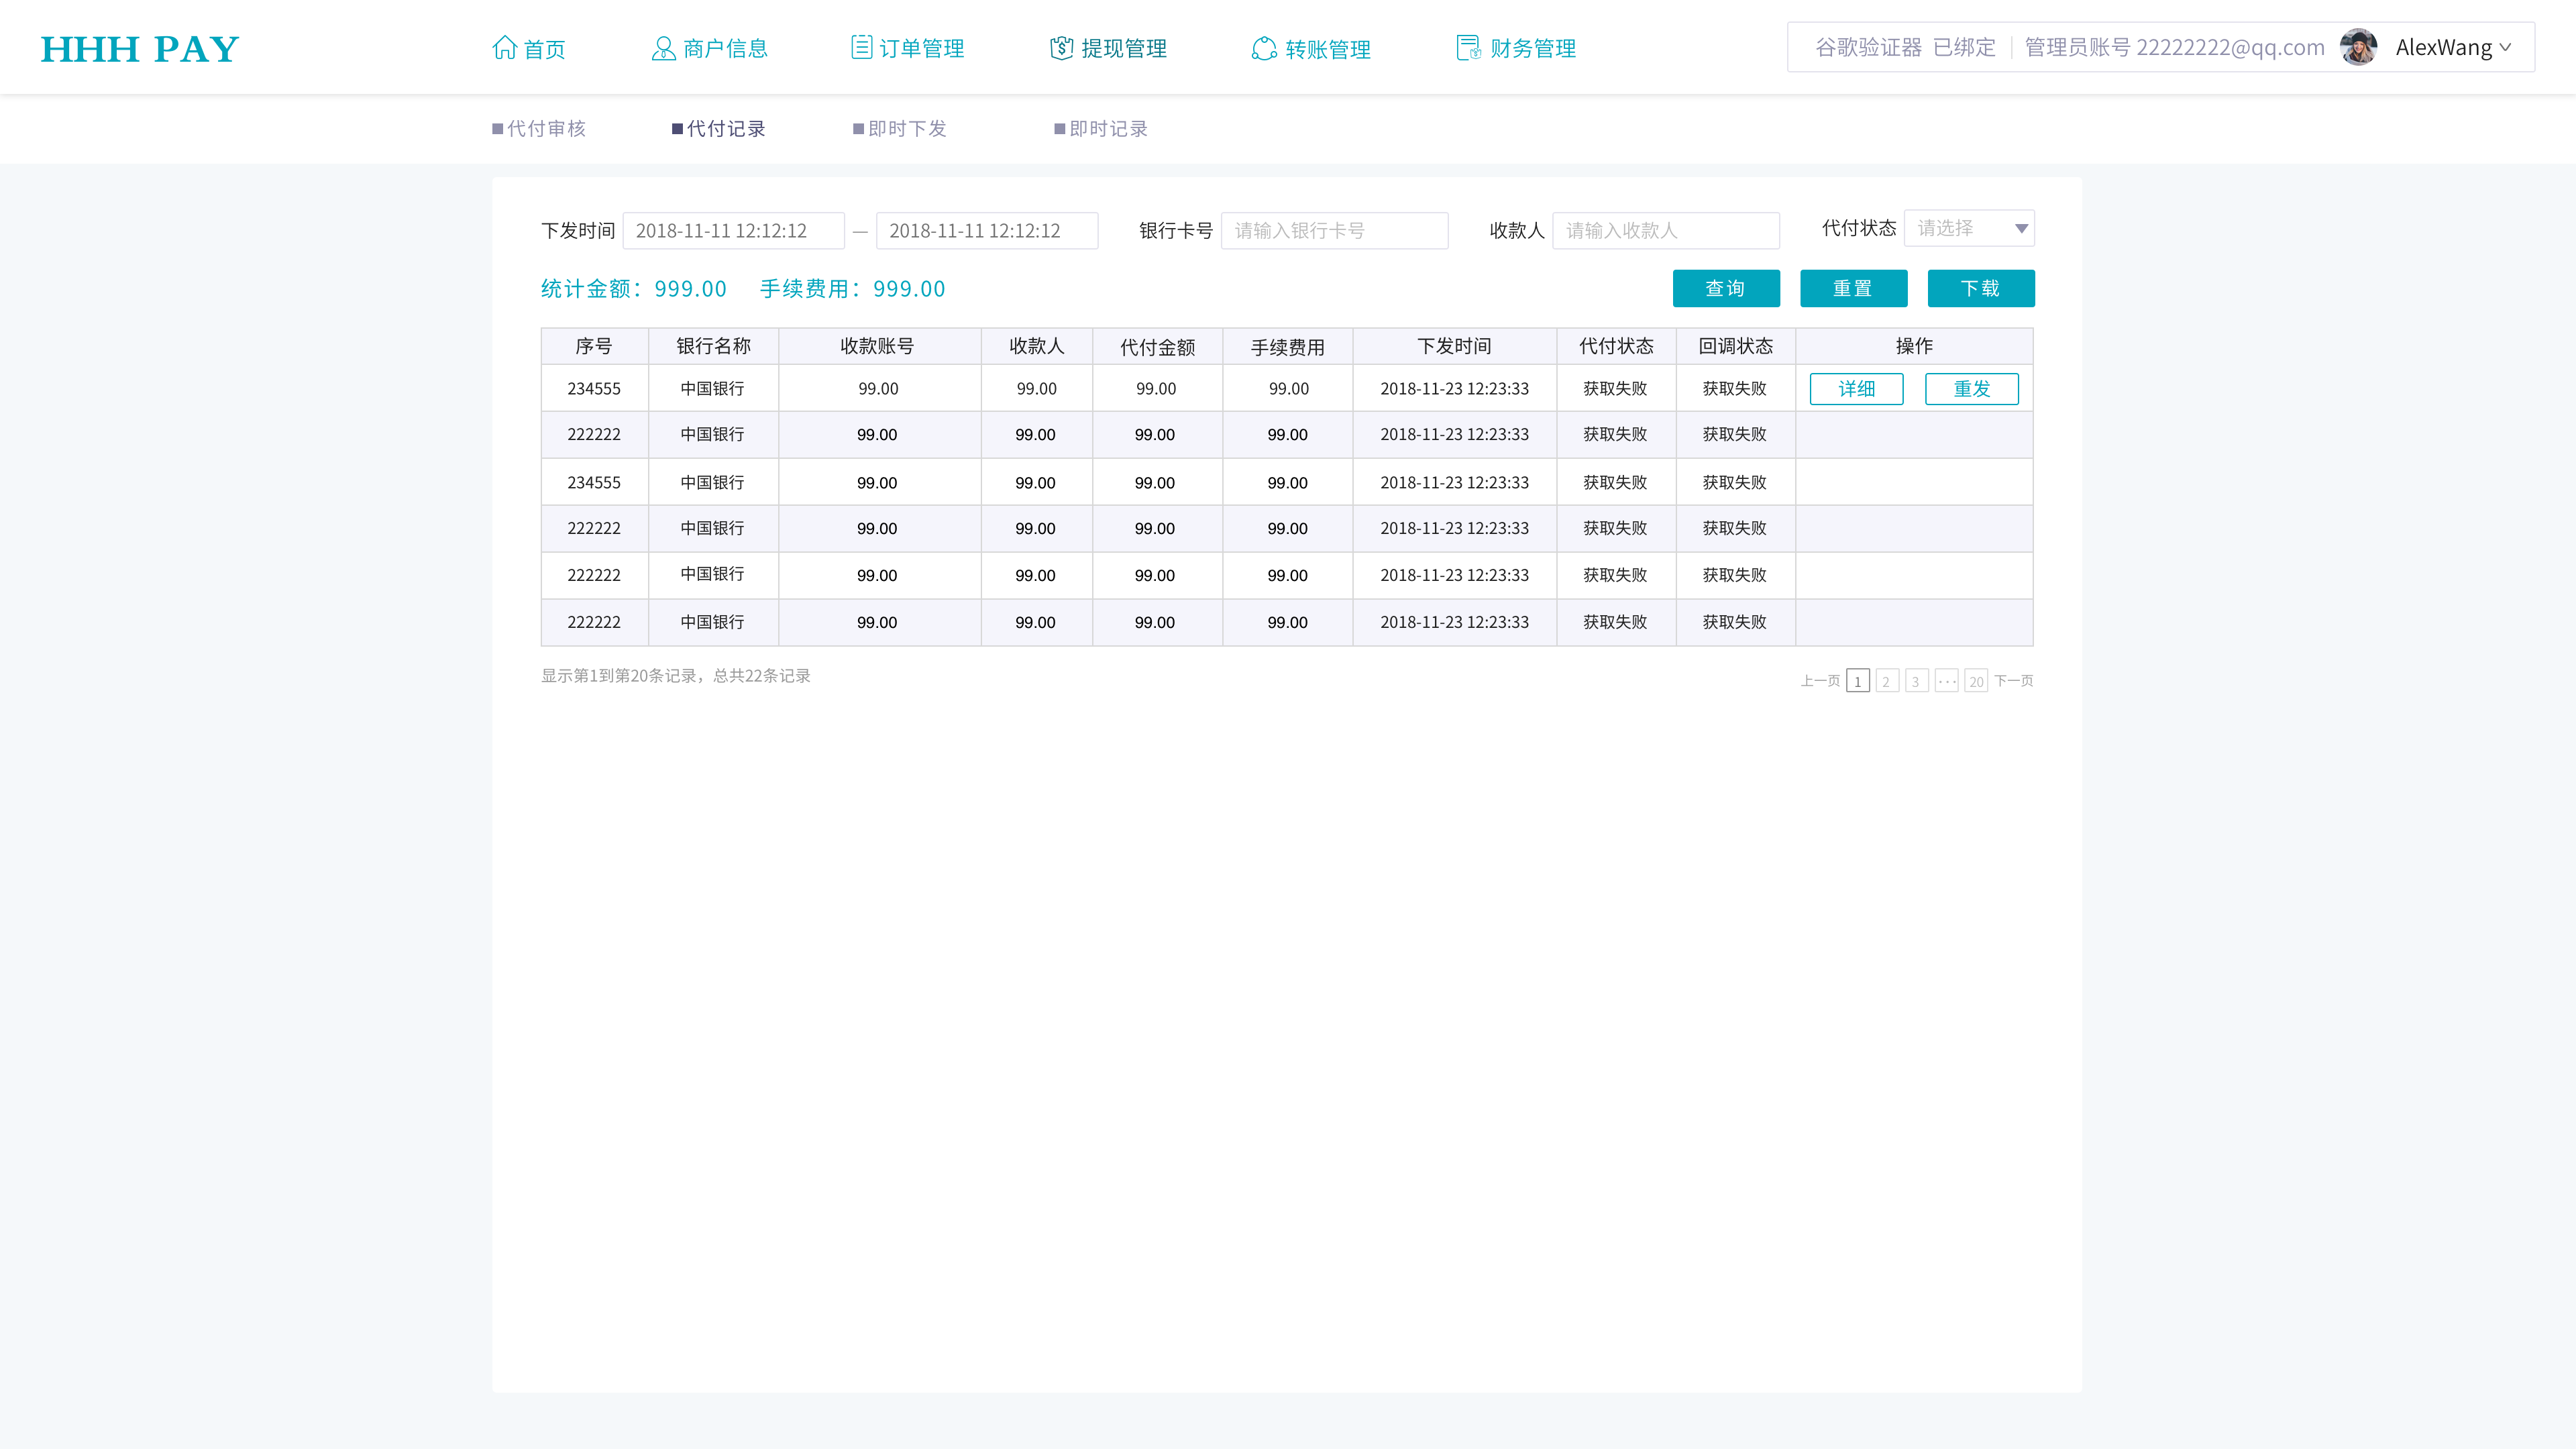 HHH PAY 首页 商户信息 订单管理 提现管理 转账管理 财务管理 谷歌验证器 已绑定 管理员账号 22222222@qq.com AlexWang
代付审核 代付记录 即时下发 即时记录
下发时间 2018-11-11 12:12:12 — 2018-11-11 12:12:12 银行卡号 请输入银行卡号 收款人 请输入收款人 代付状态 请选择
统计金额：999.00 手续费用：999.00 查询 重置 下载
序号 银行名称 收款账号 收款人 代付金额 手续费用 下发时间 代付状态 回调状态 操作
234555 中国银行 99.00 99.00 99.00 99.00 2018-11-23 12:23:33 获取失败 获取失败 详细 重发
222222 中国银行 99.00 99.00 99.00 99.00 2018-11-23 12:23:33 获取失败 获取失败
234555 中国银行 99.00 99.00 99.00 99.00 2018-11-23 12:23:33 获取失败 获取失败
222222 中国银行 99.00 99.00 99.00 99.00 2018-11-23 12:23:33 获取失败 获取失败
222222 中国银行 99.00 99.00 99.00 99.00 2018-11-23 12:23:33 获取失败 获取失败
222222 中国银行 99.00 99.00 99.00 99.00 2018-11-23 12:23:33 获取失败 获取失败
显示第1到第20条记录，总共22条记录 上一页 1 2 3 ··· 20 下一页